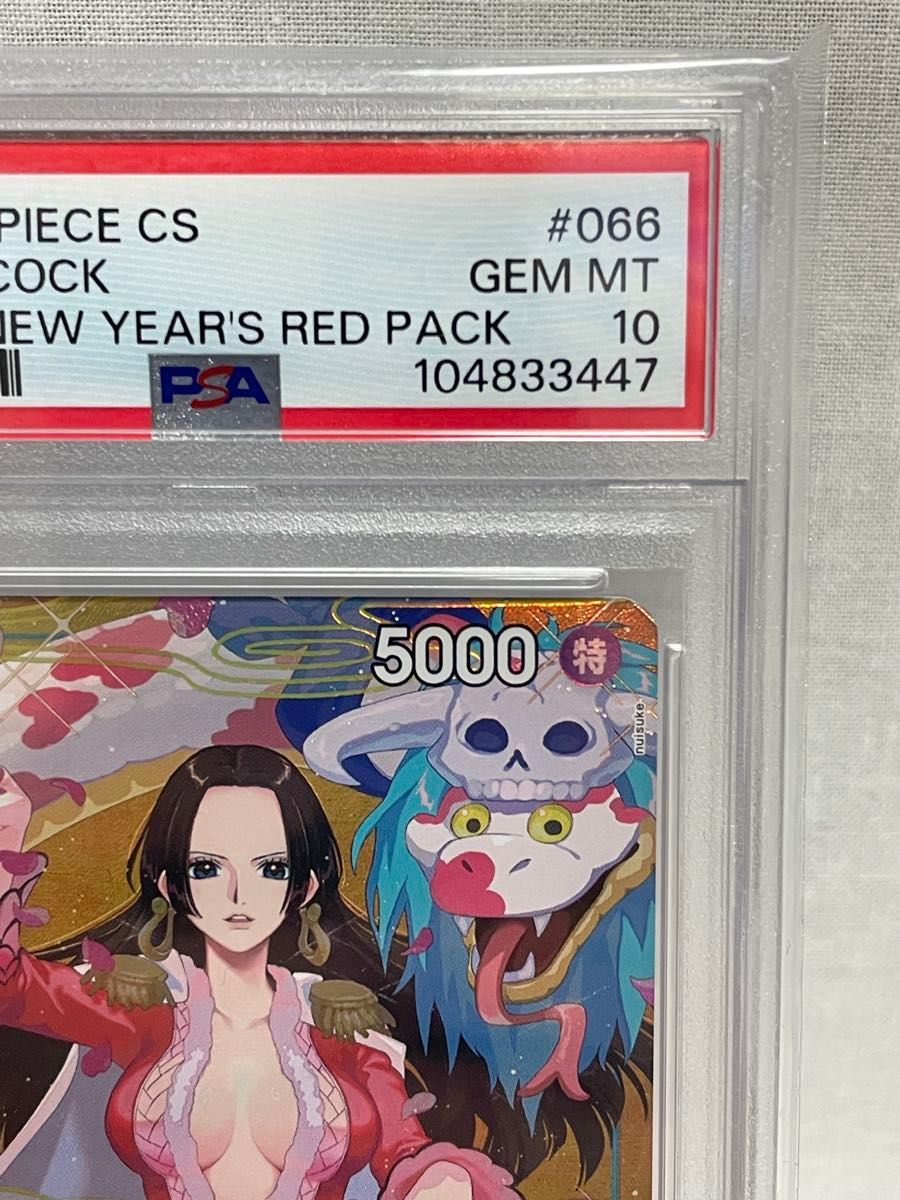 PIECE CS #066
COCK GEM MT
NEW YEAR'S RED PACK 10
PSA 104833447
5000 特
nuisuke